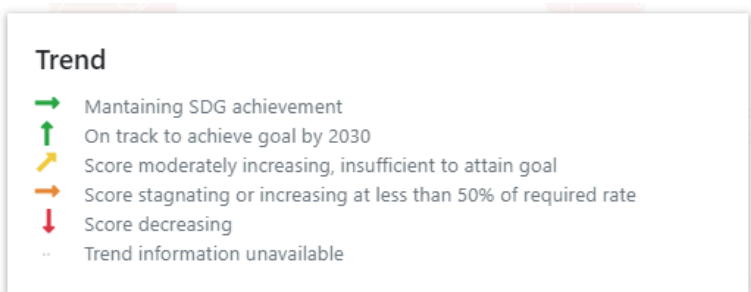 Trend
Mantaining SDG achievement
On track to achieve goal by 2030
Score moderately increasing, insufficient to attain goal
Score stagnating or increasing at less than 50% of required rate
Score decreasing
Trend information unavailable